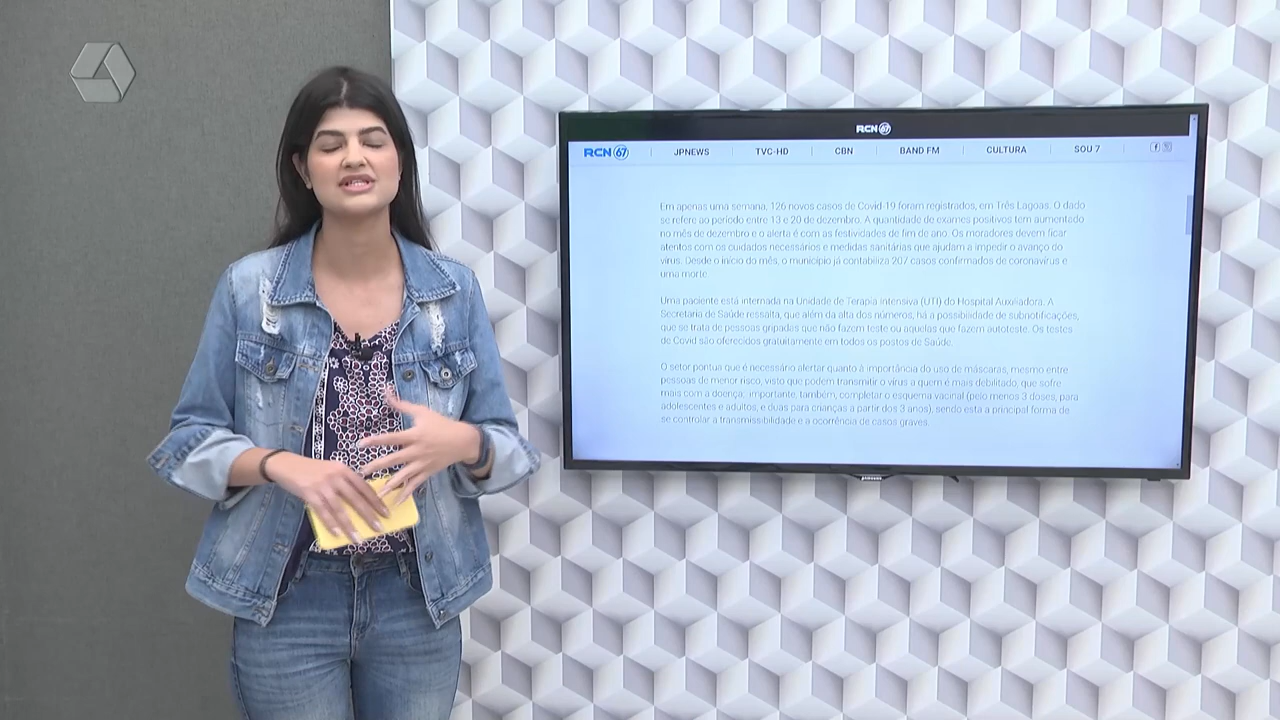 RCN 67
RCN 67
JPNEWS
TVC-HD
CBN
BAND FM
CULTURA
SOU 7
Em apenas uma semana, 126 novos casos de Covid-19 foram registrados, em Três Lagoas. O dado
se refere ao período entre 13 e 20 de dezembro. A quantidade de exames positivos tem aumentado
no mês de dezembro e o alerta é com as festividades de fim de ano. Os moradores devem ficar
atentos com os cuidados necessários e medidas sanitárias que ajudam a impedir o avanço do
vírus. Desde o início do mês, o município já contabiliza 207 casos confirmados de coronavírus e
uma morte.
Uma paciente está internada na Unidade de Terapia Intensiva (UTI) do Hospital Auxiliadora. A
Secretaria de Saúde ressalta, que além da alta dos números, há a possibilidade de subnotificações,
que se trata de pessoas gripadas que não fazem teste ou aquelas que fazem autoteste. Os testes
de Covid são oferecidos gratuitamente em todos os postos de Saúde.
O setor pontua que é necessário alertar quanto à importância do uso de máscaras, mesmo entre
pessoas de menor risco, visto que podem transmitir o vírus a quem é mais debilitado, que sofre
mais com a doença; importante, também, completar o esquema vacinal (pelo menos 3 doses, para
adolescentes e adultos, e duas para crianças a partir dos 3 anos), sendo esta a principal forma de
se controlar a transmissibilidade e a ocorrência de casos graves.
SAMSUNG